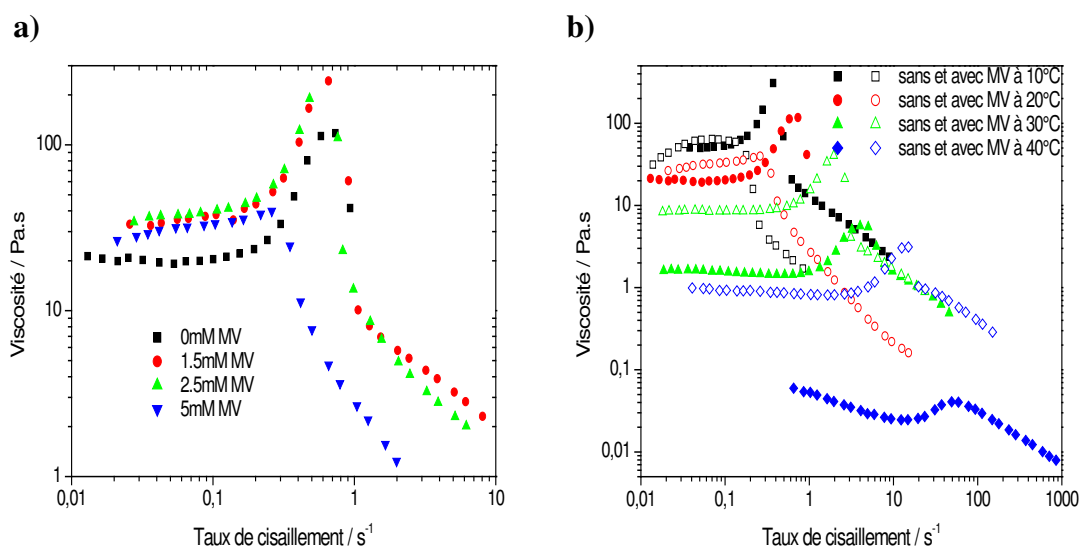 a)
b)
Viscosité / Pa.s
100
10
1
0,01
0,1
1
10
Taux de cisaillement / s-1
0mM MV
1.5mM MV
2.5mM MV
5mM MV
Viscosité / Pa.s
100
10
1
0,1
0,01
0,01
0,1
1
10
100
1000
Taux de cisaillement / s-1
sans et avec MV à 10°C
sans et avec MV à 20°C
sans et avec MV à 30°C
sans et avec MV à 40°C